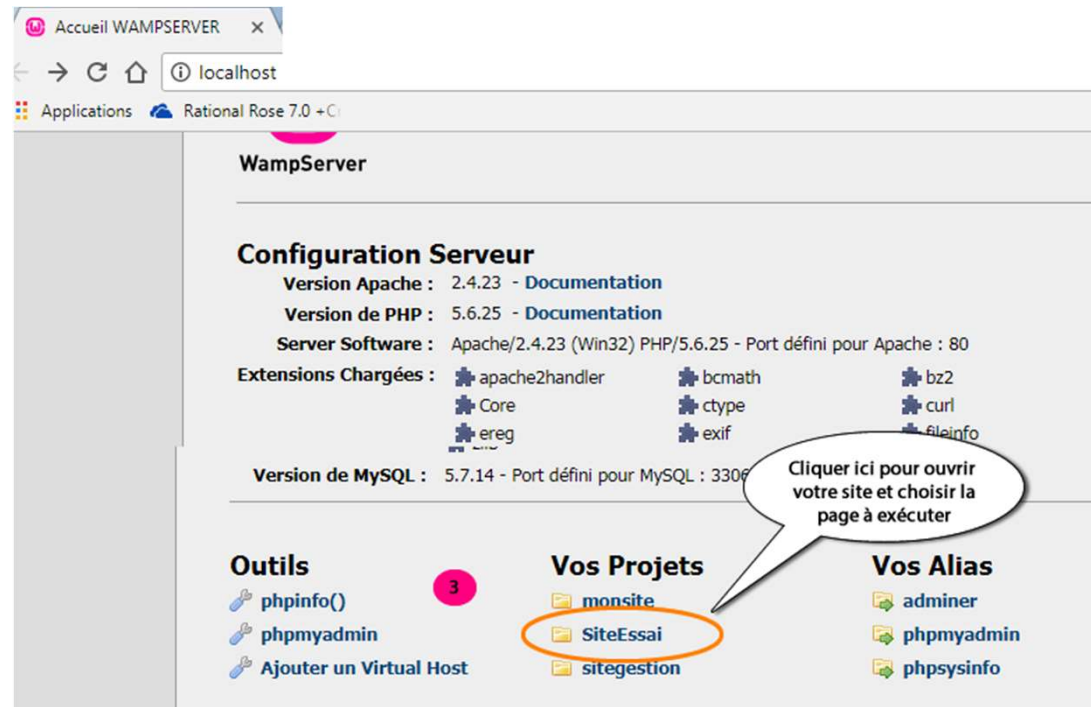 Accueil WAMPSERVER
localhost
Applications Rational Rose 7.0 +C
WampServer
Configuration Serveur
Version Apache : 2.4.23 - Documentation
Version de PHP : 5.6.25 - Documentation
Server Software : Apache/2.4.23 (Win32) PHP/5.6.25 - Port défini pour Apache : 80
Extensions Chargées : apache2handler bcmath bz2
Core ctype curl
ereg exif fileinfo
Version de MySQL : 5.7.14 - Port défini pour MySQL : 3306
Cliquer ici pour ouvrir
votre site et choisir la
page à exécuter
Outils
3
phpinfo()
phpmyadmin
Ajouter un Virtual Host
Vos Projets
monsite
SiteEssai
sitegestion
Vos Alias
adminer
phpmyadmin
phpsysinfo